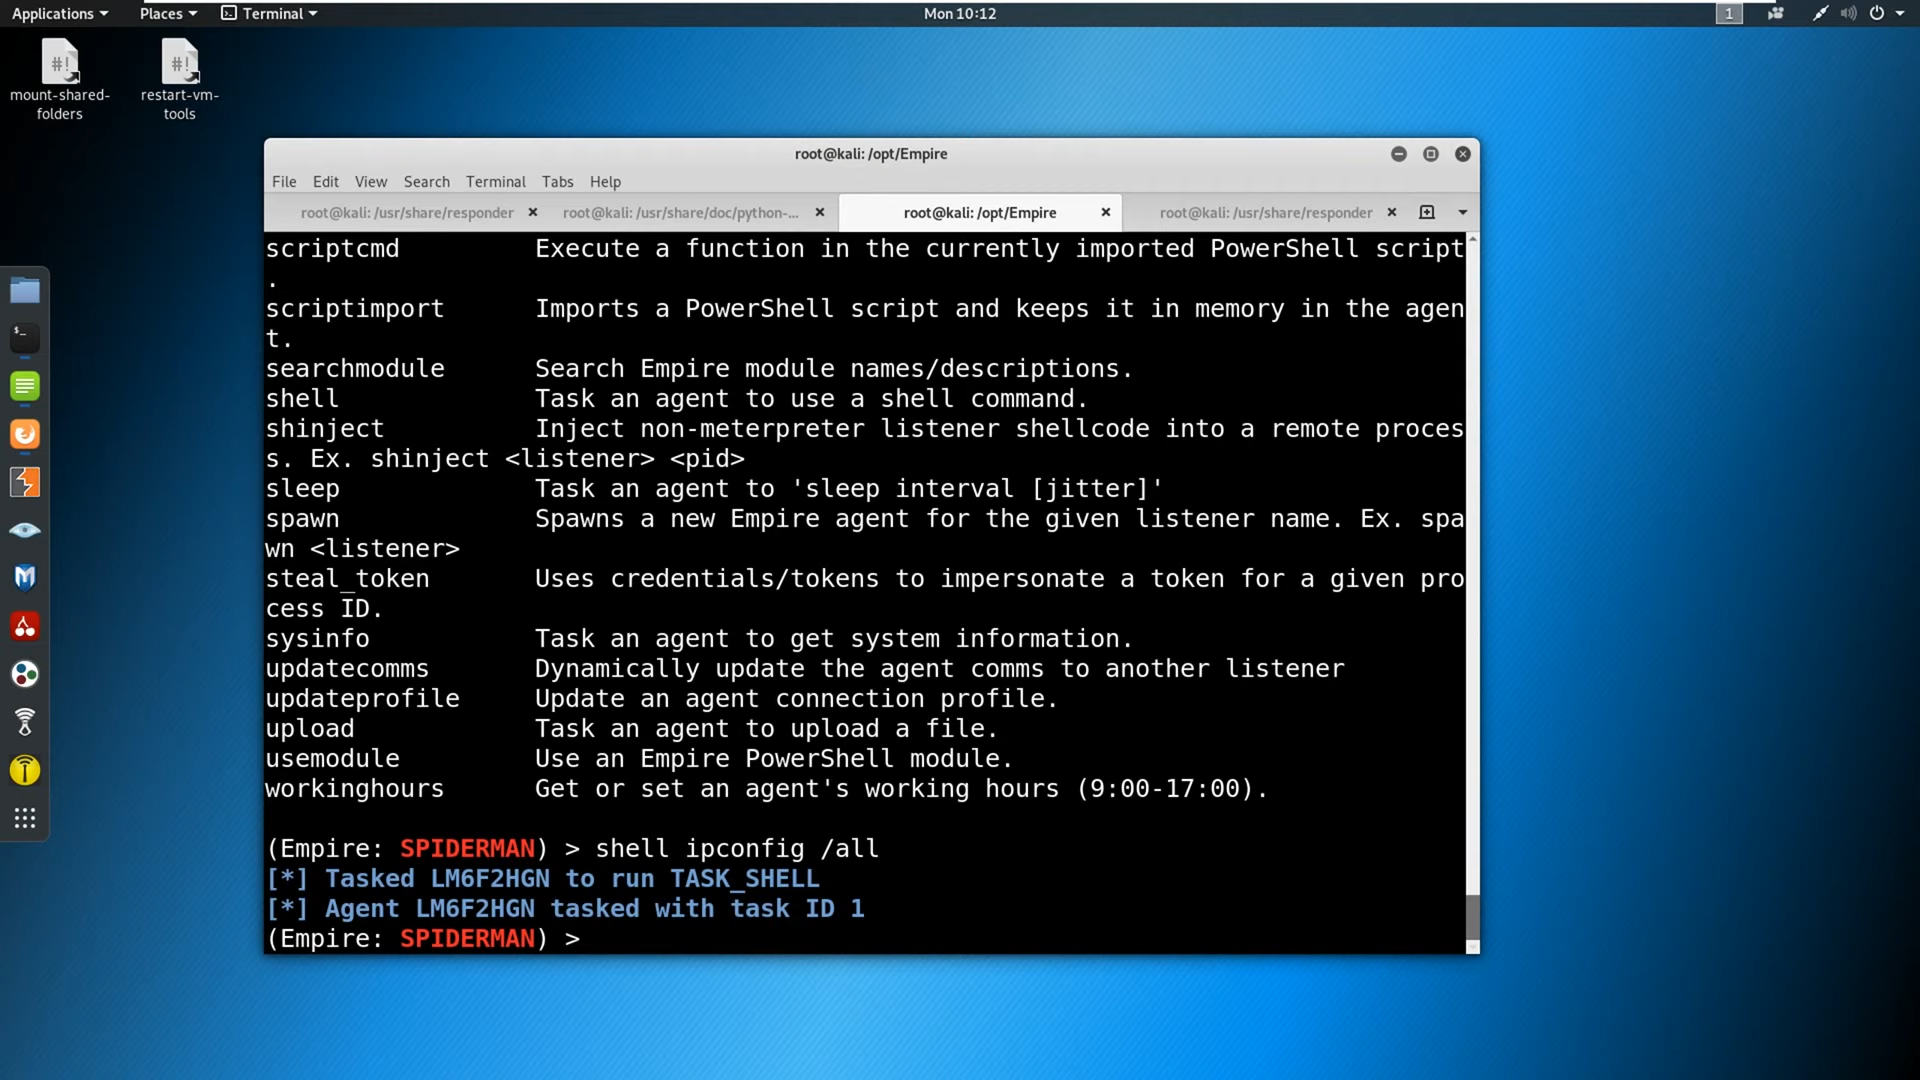 Applications Places Terminal Mon 10:12 1
mount-shared-
folders
restart-vm-
tools
root@kali: /opt/Empire
File Edit View Search Terminal Tabs Help
root@kali: /usr/share/responder root@kali: /usr/share/doc/python-... root@kali: /opt/Empire root@kali: /usr/share/responder
scriptcmd Execute a function in the currently imported PowerShell script
.
scriptimport Imports a PowerShell script and keeps it in memory in the agen
t.
searchmodule Search Empire module names/descriptions.
shell Task an agent to use a shell command.
shinject Inject non-meterpreter listener shellcode into a remote proces
s. Ex. shinject <listener> <pid>
sleep Task an agent to 'sleep interval [jitter]'
spawn Spawns a new Empire agent for the given listener name. Ex. spa
wn <listener>
steal_token Uses credentials/tokens to impersonate a token for a given pro
cess ID.
sysinfo Task an agent to get system information.
updatecomms Dynamically update the agent comms to another listener
updateprofile Update an agent connection profile.
upload Task an agent to upload a file.
usemodule Use an Empire PowerShell module.
workinghours Get or set an agent's working hours (9:00-17:00).
(Empire: SPIDERMAN) > shell ipconfig /all
[*] Tasked LM6F2HGN to run TASK_SHELL
[*] Agent LM6F2HGN tasked with task ID 1
(Empire: SPIDERMAN) >